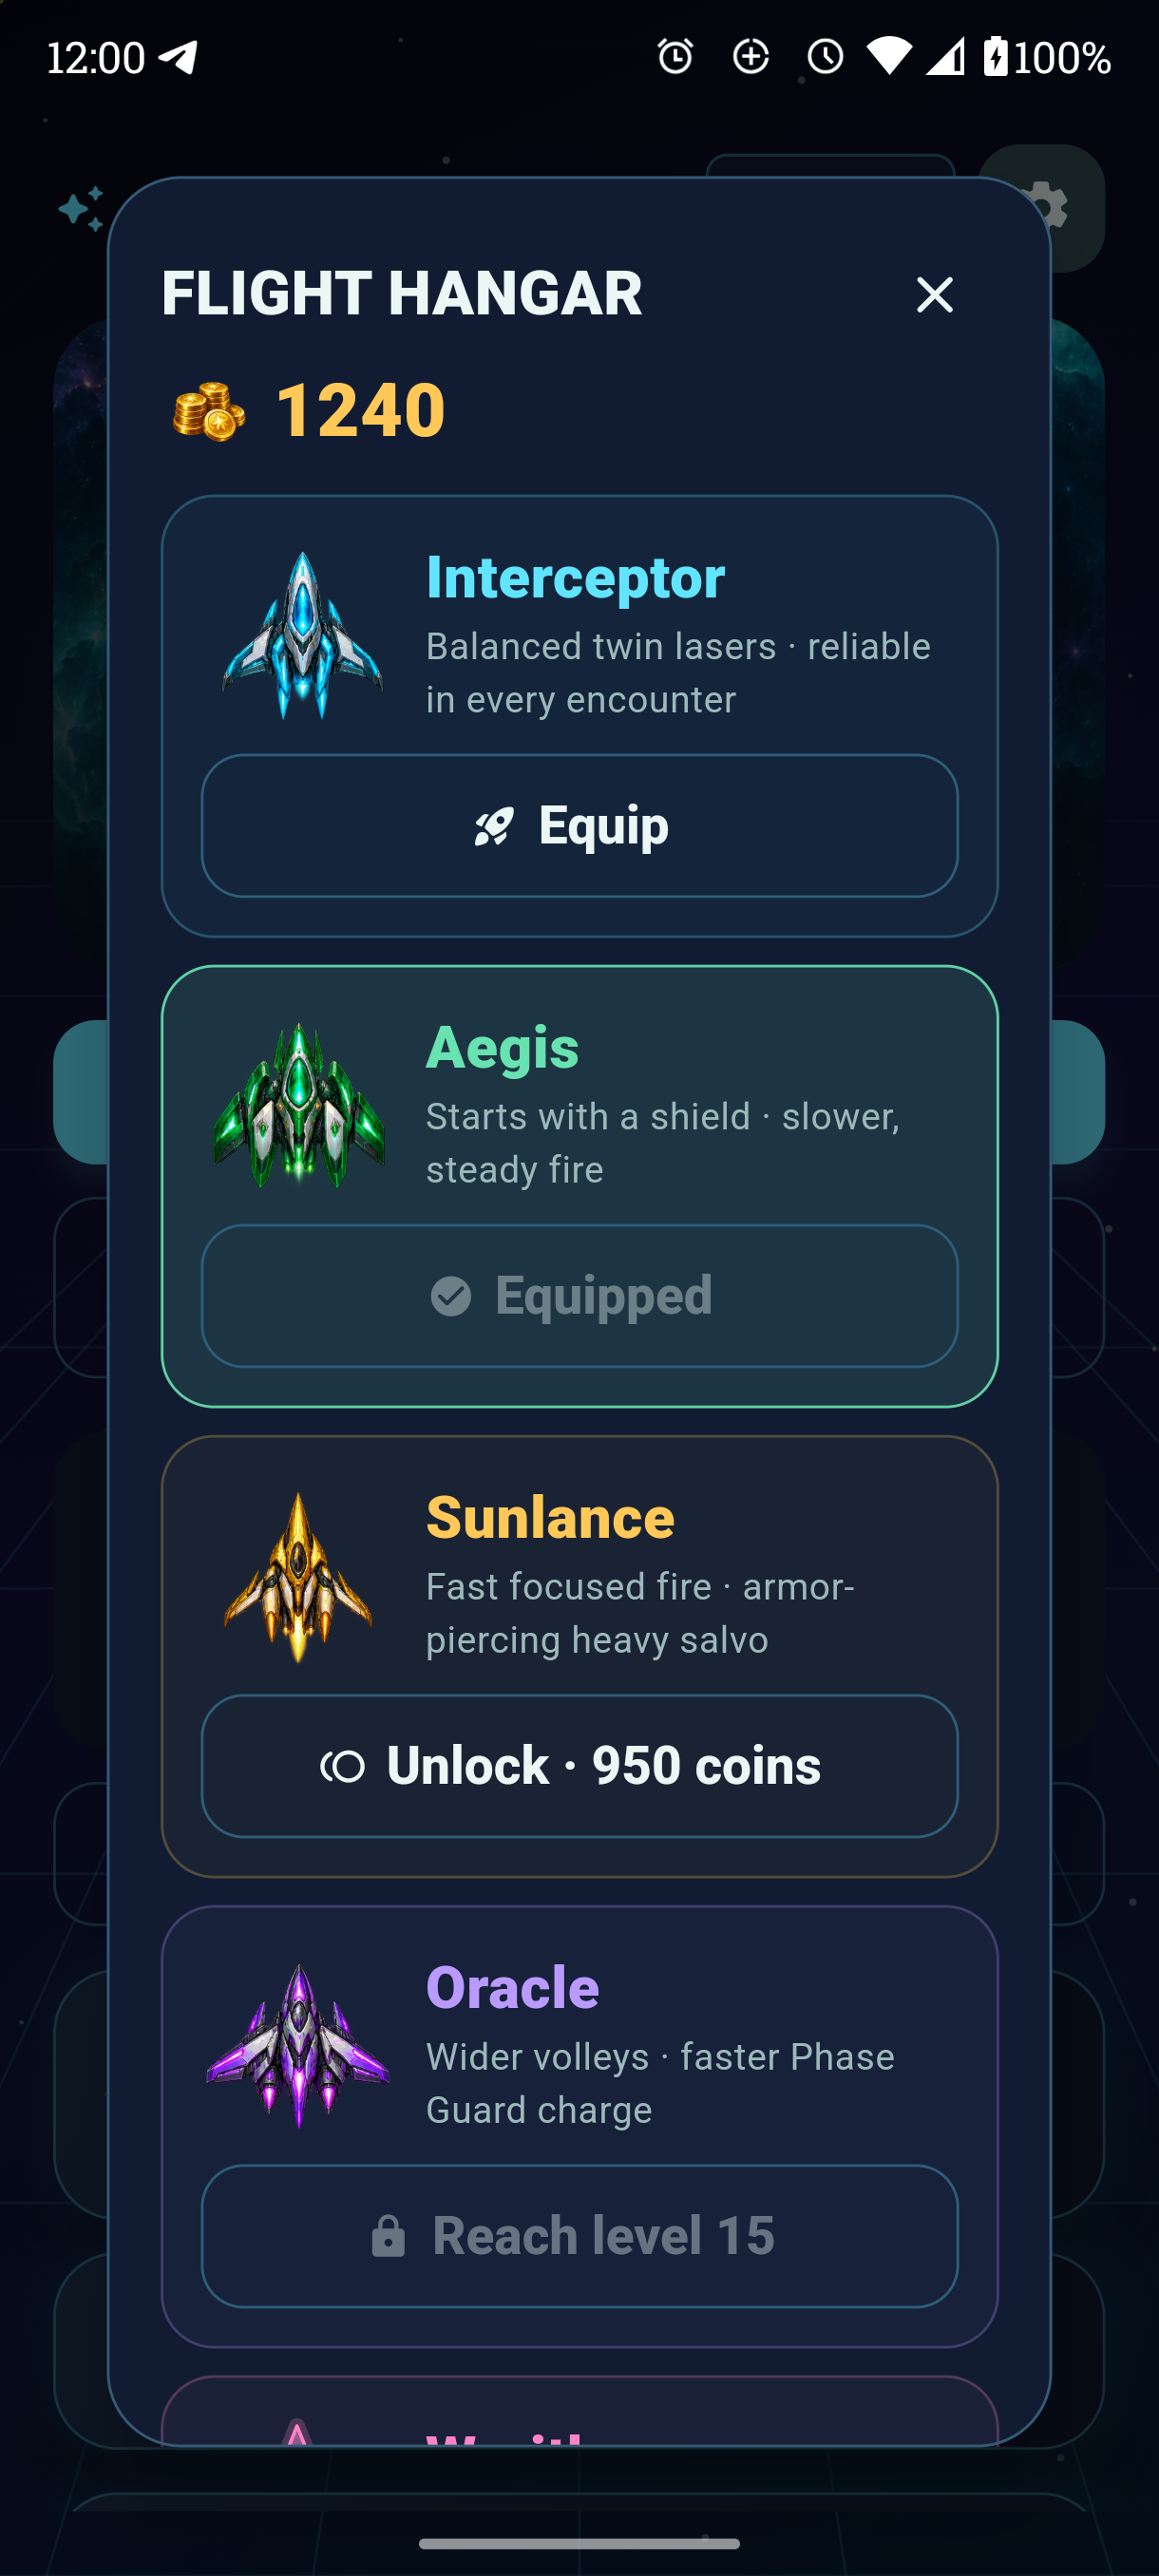 12:00
100%
FLIGHT HANGAR
1240
Interceptor
Balanced twin lasers · reliable
in every encounter
Equip
Aegis
Starts with a shield · slower,
steady fire
Equipped
Sunlance
Fast focused fire · armor-
piercing heavy salvo
Unlock · 950 coins
Oracle
Wider volleys · faster Phase
Guard charge
Reach level 15